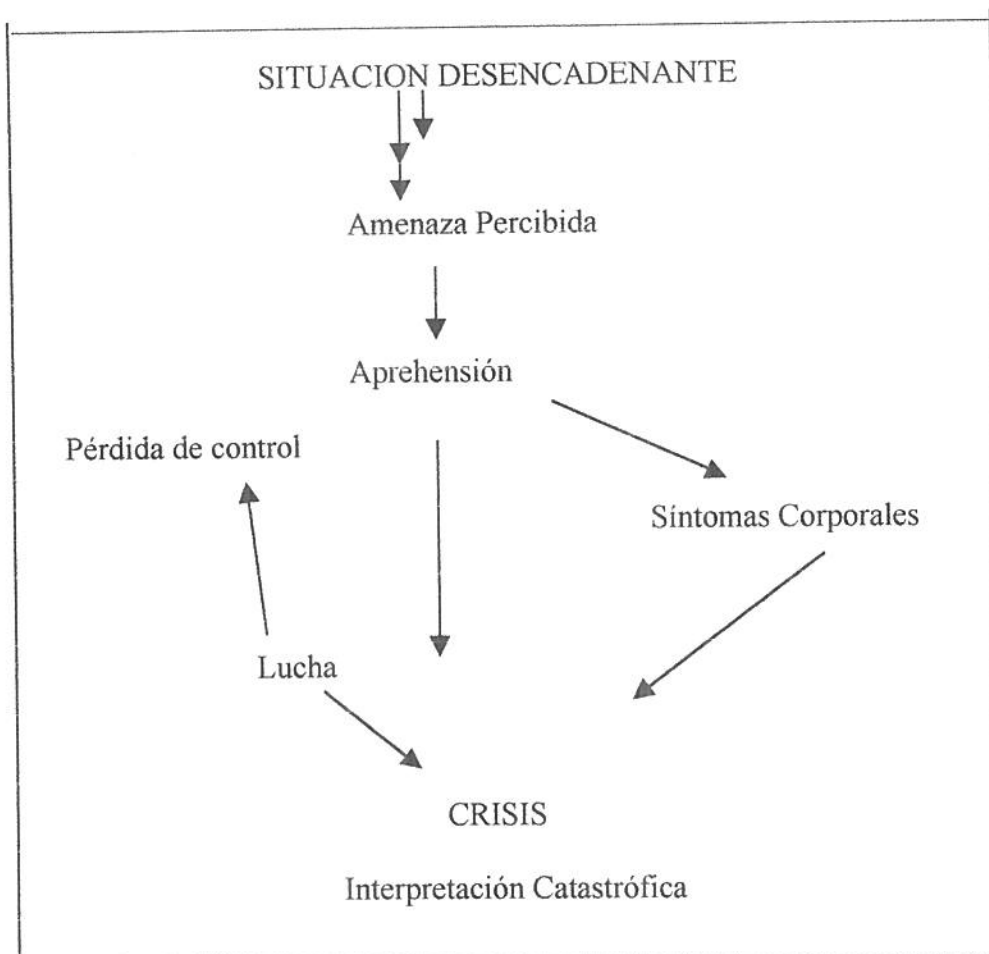 SITUACION DESENCADENANTE
Amenaza Percibida
Aprehensión
Pérdida de control
Síntomas Corporales
Lucha
CRISIS
Interpretación Catastrófica